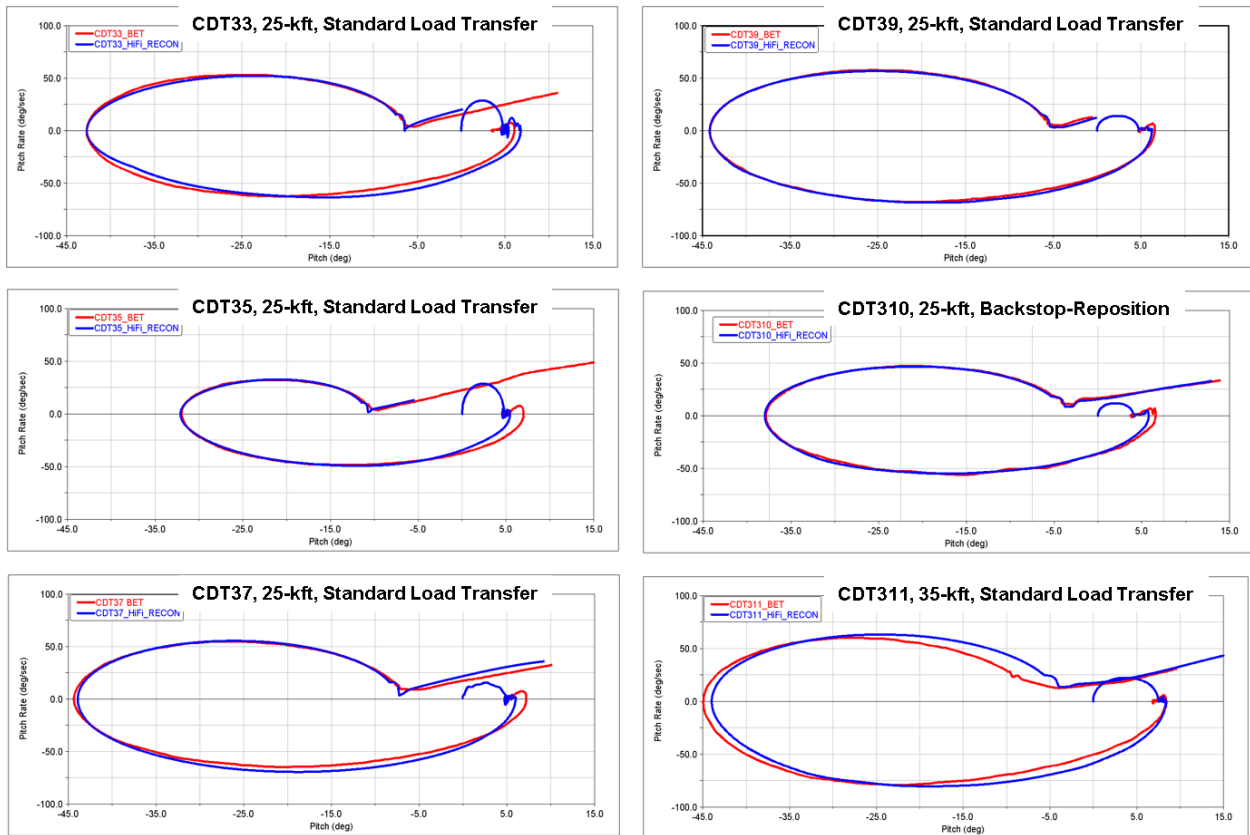 CDT33, 25-kft, Standard Load Transfer
CDT33_BET
CDT33_HiFi_RECON
100.0
50.0
0.0
-50.0
-100.0
Pitch Rate (deg/sec)
-45.0 -35.0 -25.0 -15.0 -5.0 5.0 15.0
Pitch (deg)
CDT39, 25-kft, Standard Load Transfer
CDT39_BET
CDT39_HiFi_RECON
100.0
50.0
0.0
-50.0
-100.0
Pitch Rate (deg/sec)
-45.0 -35.0 -25.0 -15.0 -5.0 5.0 15.0
Pitch (deg)
CDT35, 25-kft, Standard Load Transfer
CDT35_BET
CDT35_HiFi_RECON
100.0
50.0
0.0
-50.0
-100.0
Pitch Rate (deg/sec)
-45.0 -35.0 -25.0 -15.0 -5.0 5.0 15.0
Pitch (deg)
CDT310, 25-kft, Backstop-Reposition
CDT310_BET
CDT310_HiFi_RECON
100.0
50.0
0.0
-50.0
-100.0
Pitch Rate (deg/sec)
-45.0 -35.0 -25.0 -15.0 -5.0 5.0 15.0
Pitch (deg)
CDT37, 25-kft, Standard Load Transfer
CDT37 BET
CDT37_HiFi_RECON
100.0
50.0
0.0
-50.0
-100.0
Pitch Rate (deg/sec)
-45.0 -35.0 -25.0 -15.0 -5.0 5.0 15.0
Pitch (deg)
CDT311, 35-kft, Standard Load Transfer
CDT311_BET
CDT311_HiFi_RECON
100.0
50.0
0.0
-50.0
-100.0
Pitch Rate (deg/sec)
-45.0 -35.0 -25.0 -15.0 -5.0 5.0 15.0
Pitch (deg)